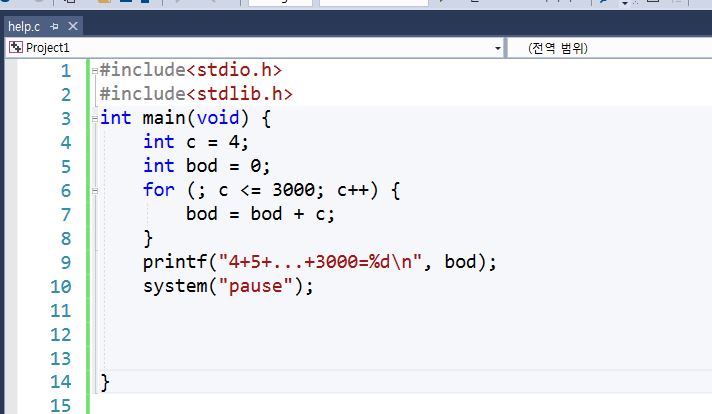 help.c
Project1
(전역 범위)
1 #include<stdio.h>
2 #include<stdlib.h>
3 int main(void) {
4     int c = 4;
5     int bod = 0;
6     for (; c <= 3000; c++) {
7         bod = bod + c;
8     }
9     printf("4+5+...+3000=%d\n", bod);
10     system("pause");
11
12
13
14 }
15